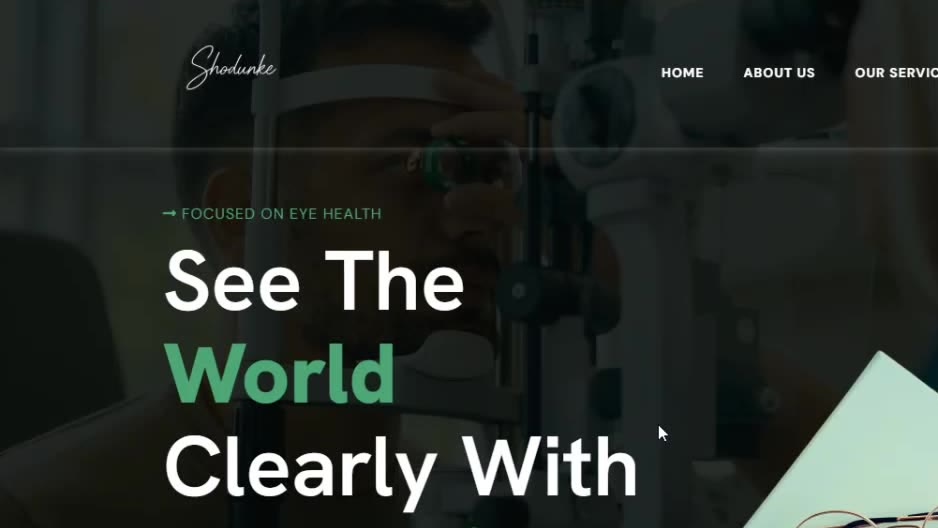 Shodunke
HOME ABOUT US OUR SERVIC
FOCUSED ON EYE HEALTH
See The
World
Clearly With